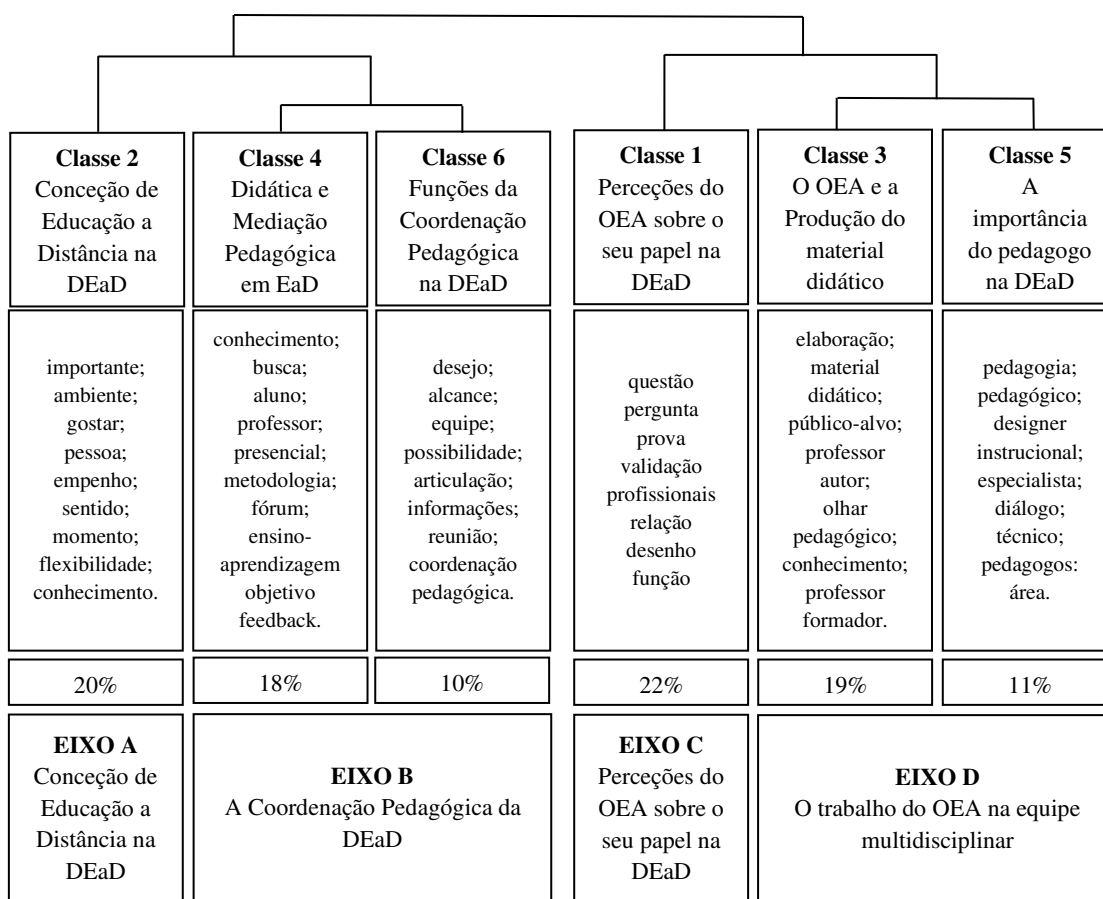 Classe 2
Conceção de
Educação a
Distância na
DEaD
Classe 4
Didática e
Mediação
Pedagógica
em EaD
Classe 6
Funções da
Coordenação
Pedagógica
na DEaD
Classe 1
Perceções do
OEA sobre o
seu papel na
DEaD
Classe 3
O OEA e a
Produção do
material
didático
Classe 5
A
importância
do pedagogo
na DEaD
importante;
ambiente;
gostar;
pessoa;
empenho;
sentido;
momento;
flexibilidade;
conhecimento.
conhecimento;
busca;
aluno;
professor;
presencial;
metodologia;
fórum;
ensino-
aprendizagem
objetivo
feedback.
desejo;
alcance;
equipe;
possibilidade;
articulação;
informações;
reunião;
coordenação
pedagógica.
questão
pergunta
prova
validação
profissionais
relação
desenho
função
elaboração;
material
didático;
público-alvo;
professor
autor;
olhar
pedagógico;
conhecimento;
professor
formador.
pedagogia;
pedagógico;
designer
instrucional;
especialista;
diálogo;
técnico;
pedagogos:
área.
20%
18%
10%
22%
19%
11%
EIXO A
Conceção de
Educação a
Distância na
DEaD
EIXO B
A Coordenação Pedagógica da
DEaD
EIXO C
Perceções do
OEA sobre o
seu papel na
DEaD
EIXO D
O trabalho do OEA na equipe
multidisciplinar